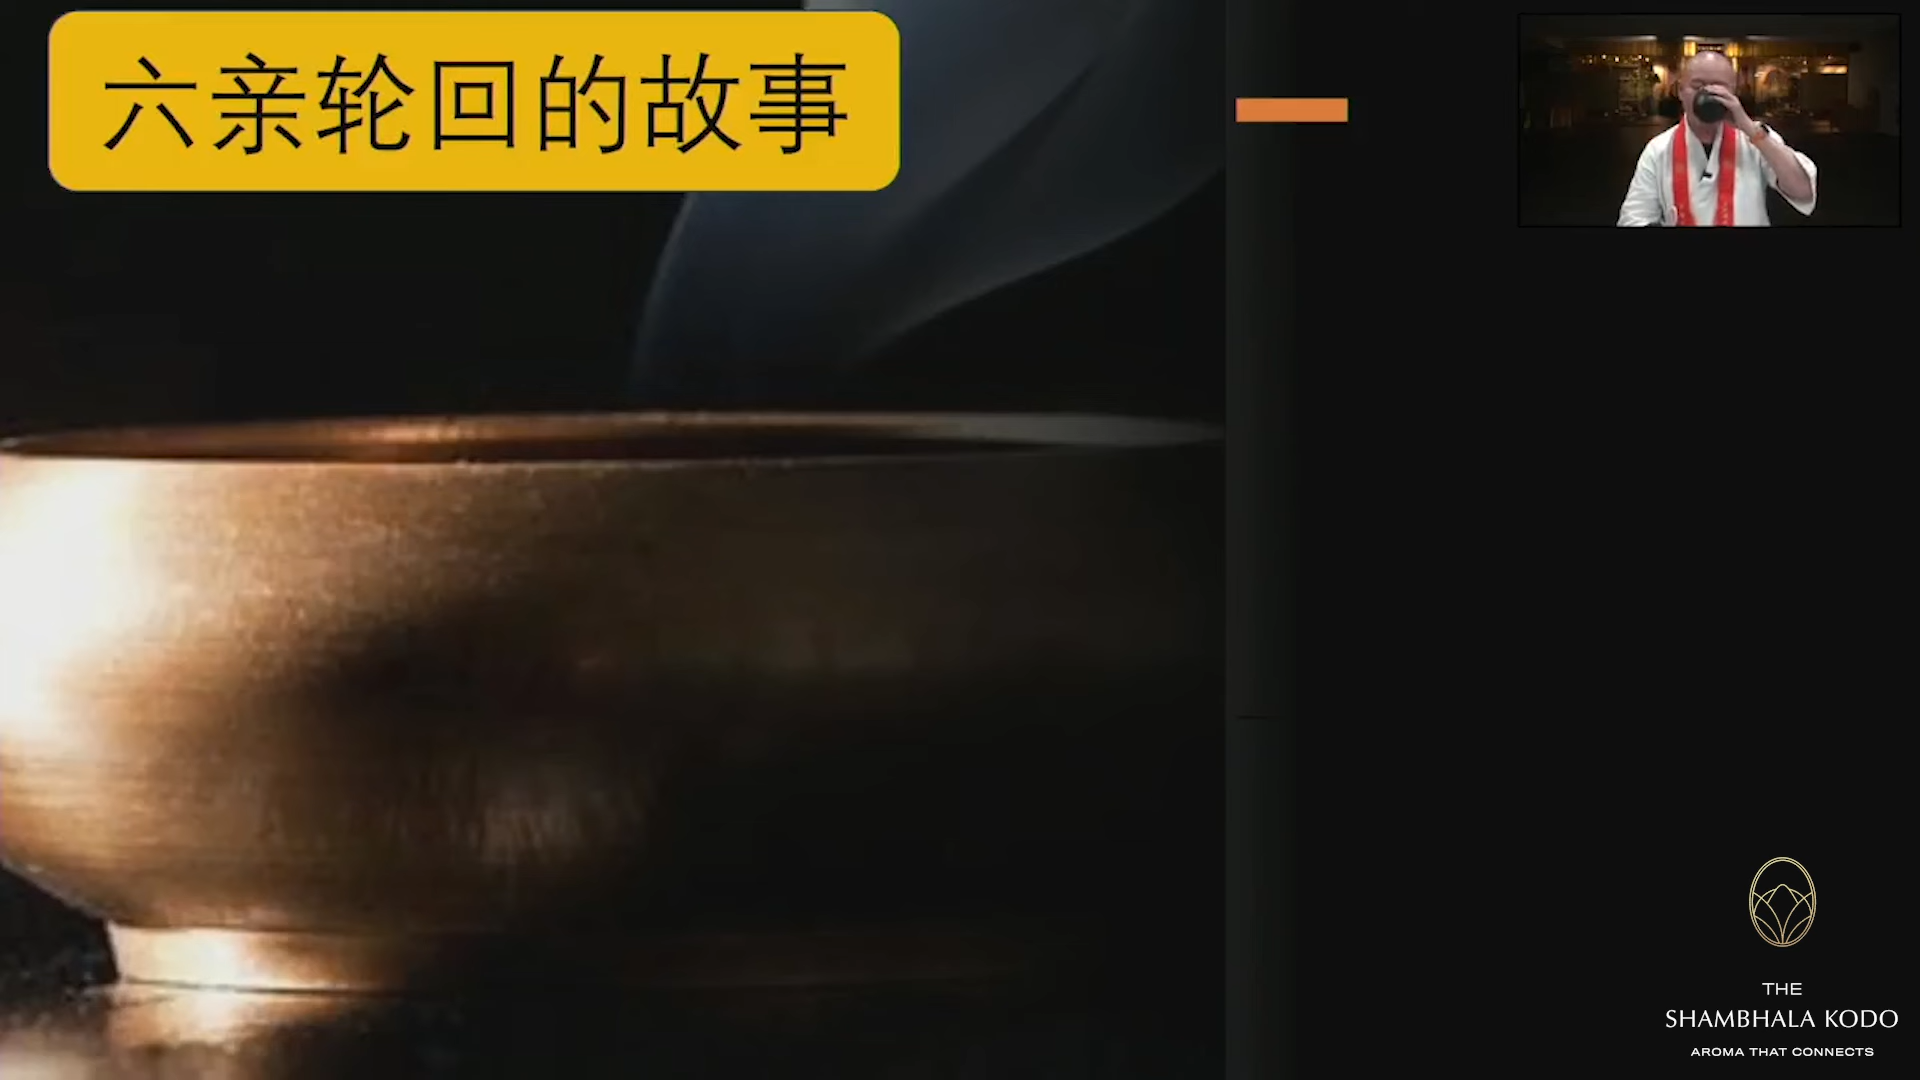 六亲轮回的故事
THE
SHAMBHALA KODO
AROMA THAT CONNECTS